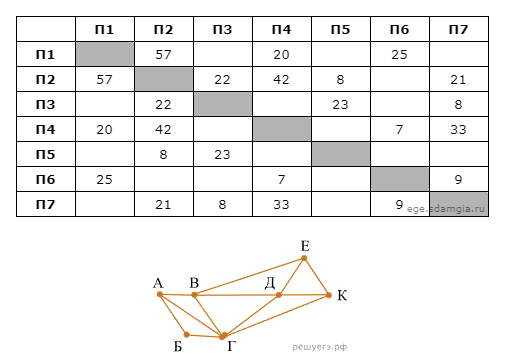 П1 П2 П3 П4 П5 П6 П7
П1 57 20 25
П2 57 22 42 8 21
П3 22 23 8
П4 20 42 7 33
П5 8 23
П6 25 7 9
П7 21 8 33 9
ege.sdamgia.ru
Е
А В Д К
Б Г
решуегэ.рф